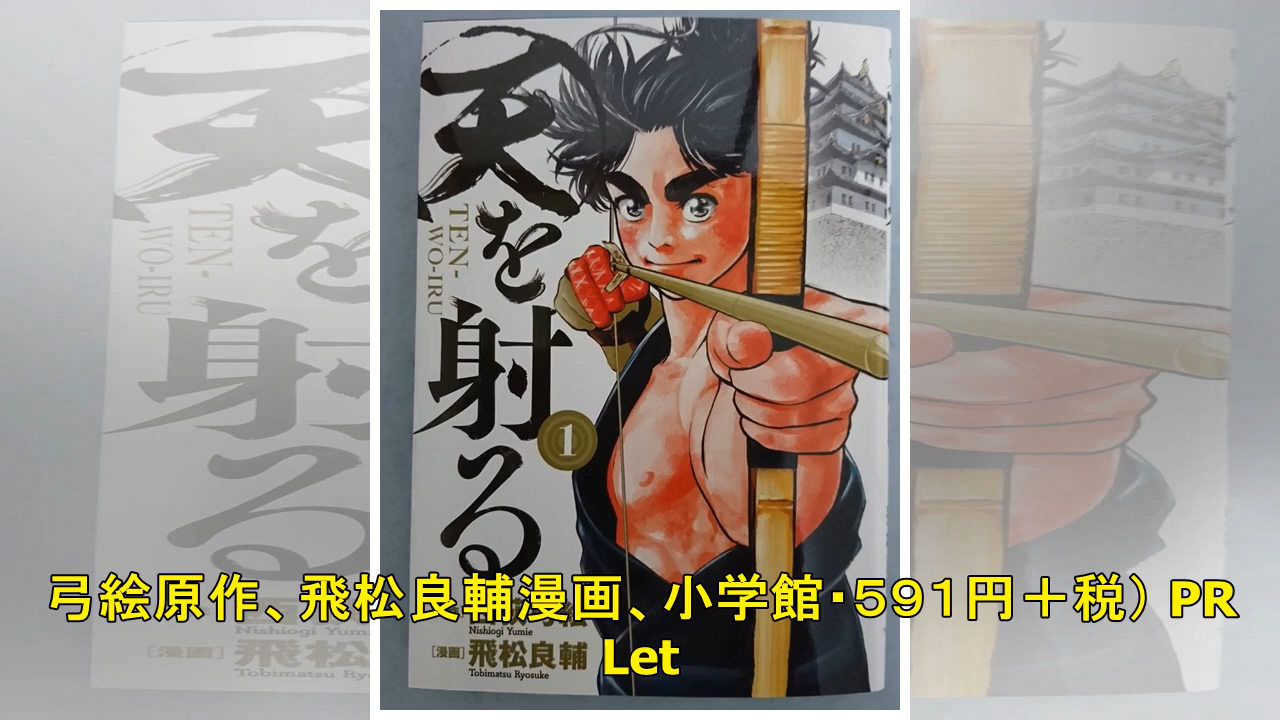 天を射る
TEN-
WO-IRU
1
Nishiogi Yumie
[漫画] 飛松良輔
Tobimatsu Ryosuke
弓絵原作、飛松良輔漫画、小学館・591円＋税） PR
Let